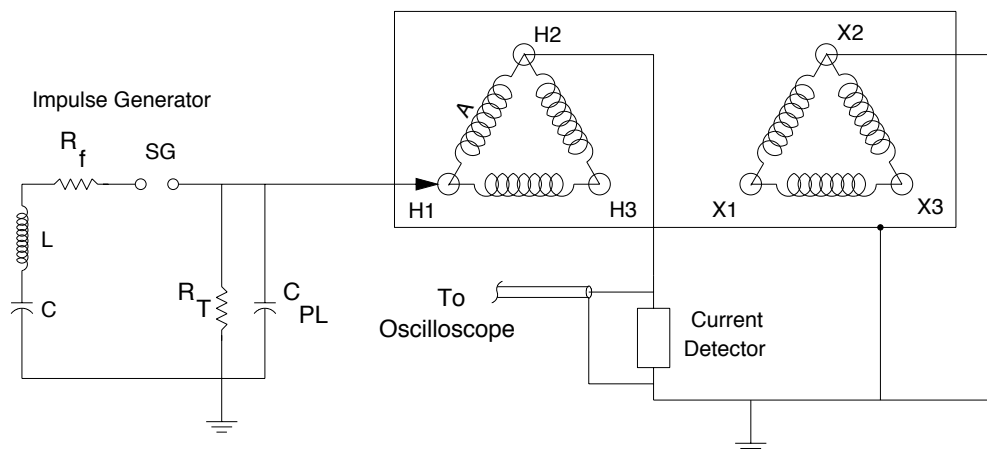 H2
X2
Impulse Generator
A
R f
SG
H1
H3
X1
X3
L
C
R T
C PL
To
Oscilloscope
Current
Detector